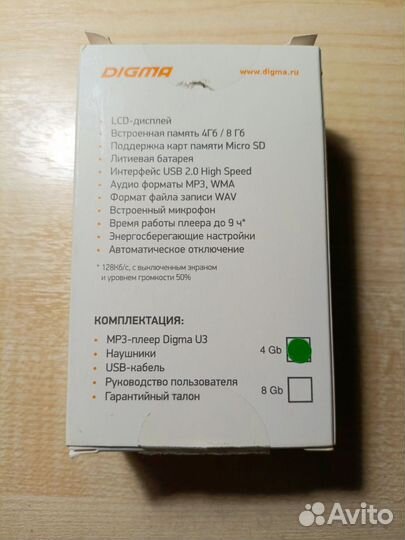 DIGMA
www.digma.ru
LCD-дисплей
Встроенная память 4Гб / 8 Гб
Поддержка карт памяти Micro SD
Литиевая батарея
Интерфейс USB 2.0 High Speed
Аудио форматы MP3, WMA
Формат файла записи WAV
Встроенный микрофон
Время работы плеера до 9 ч*
Энергосберегающие настройки
Автоматическое отключение
* 128Кб/с, с выключенным экраном
и уровнем громкости 50%
КОМПЛЕКТАЦИЯ:
MP3-плеер Digma U3
Наушники
USB-кабель
Руководство пользователя
Гарантийный талон
4 Gb
8 Gb
Avito